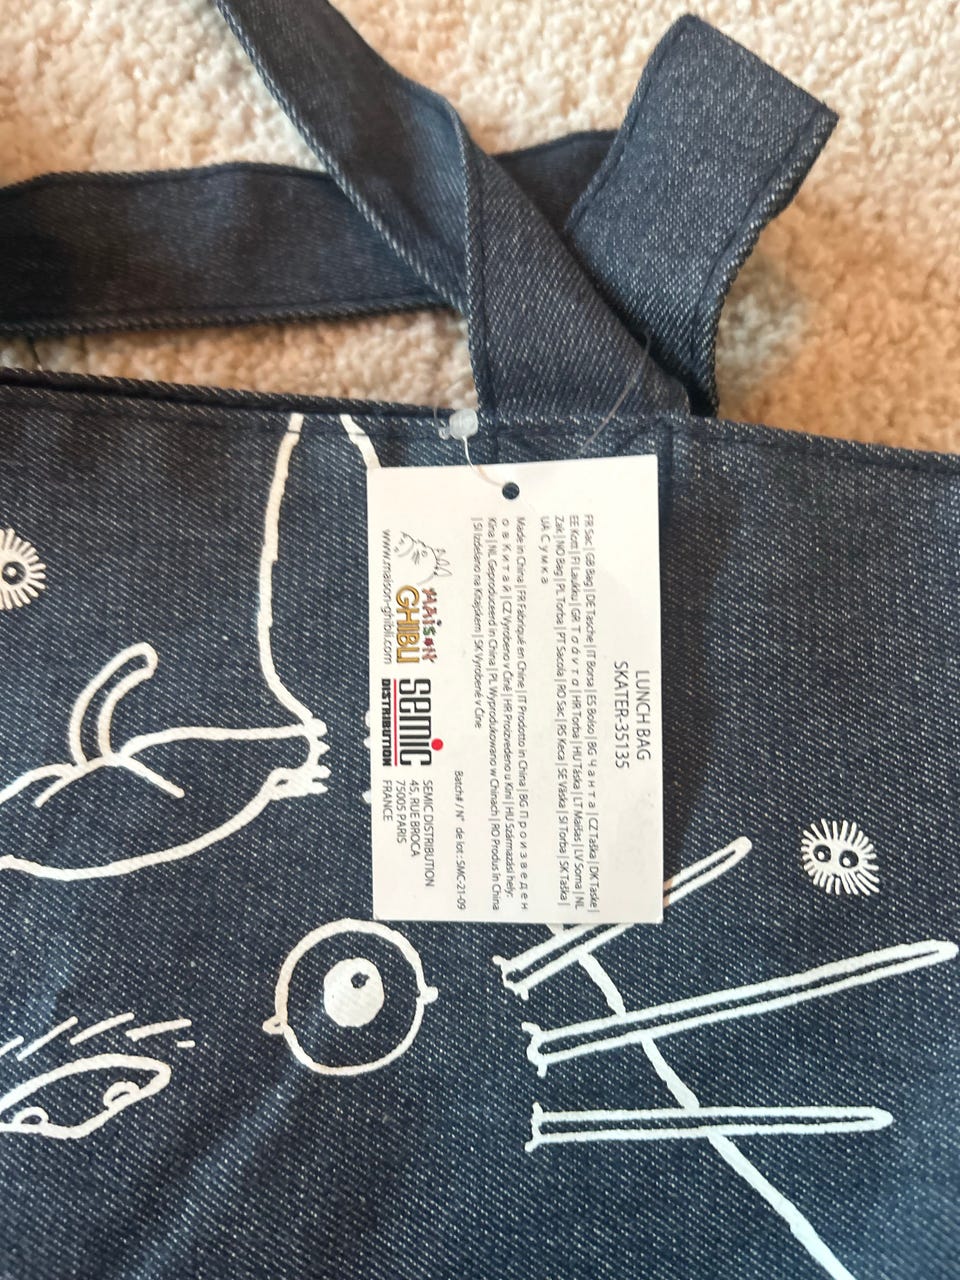 LUNCH BAG
SKATER-35135
FR Sac | GB Bag | DE Tasche | IT Borsa | ES Bolso | BG Ч а н т а | CZ Taška | DK Taske |
EE Kott | FI Laukku | GR Τ σ ά ν τ α | HR Torba | HU Táska | LT Maišas | LV Soma | NL
Zak | NO Bag | PL Torba | PT Sacola | RO Sac | RS Keca | SE Väska | SI Torba | SK Taška |
UA С у м к а
Made in China | FR Fabriqué en Chine | IT Prodotto in China | BG П р о и з в е д е н
о в К и т а й | CZ Vyrobeno v Číně | HR Proizvedeno u Kini | HU Származási hely:
Kína | NL Geproduceerd in China | PL Wyprodukowano w Chinach | RO Produs în China
| SI Izdelano na Kitajskem | SK Vyrobené v Číne
Batch# / N° de lot : SMC-21-09
MAISON
GHIBLI
www.maison-ghibli.com
SEMIC
DISTRIBUTION
SEMIC DISTRIBUTION
45, RUE BROCA
75005 PARIS
FRANCE